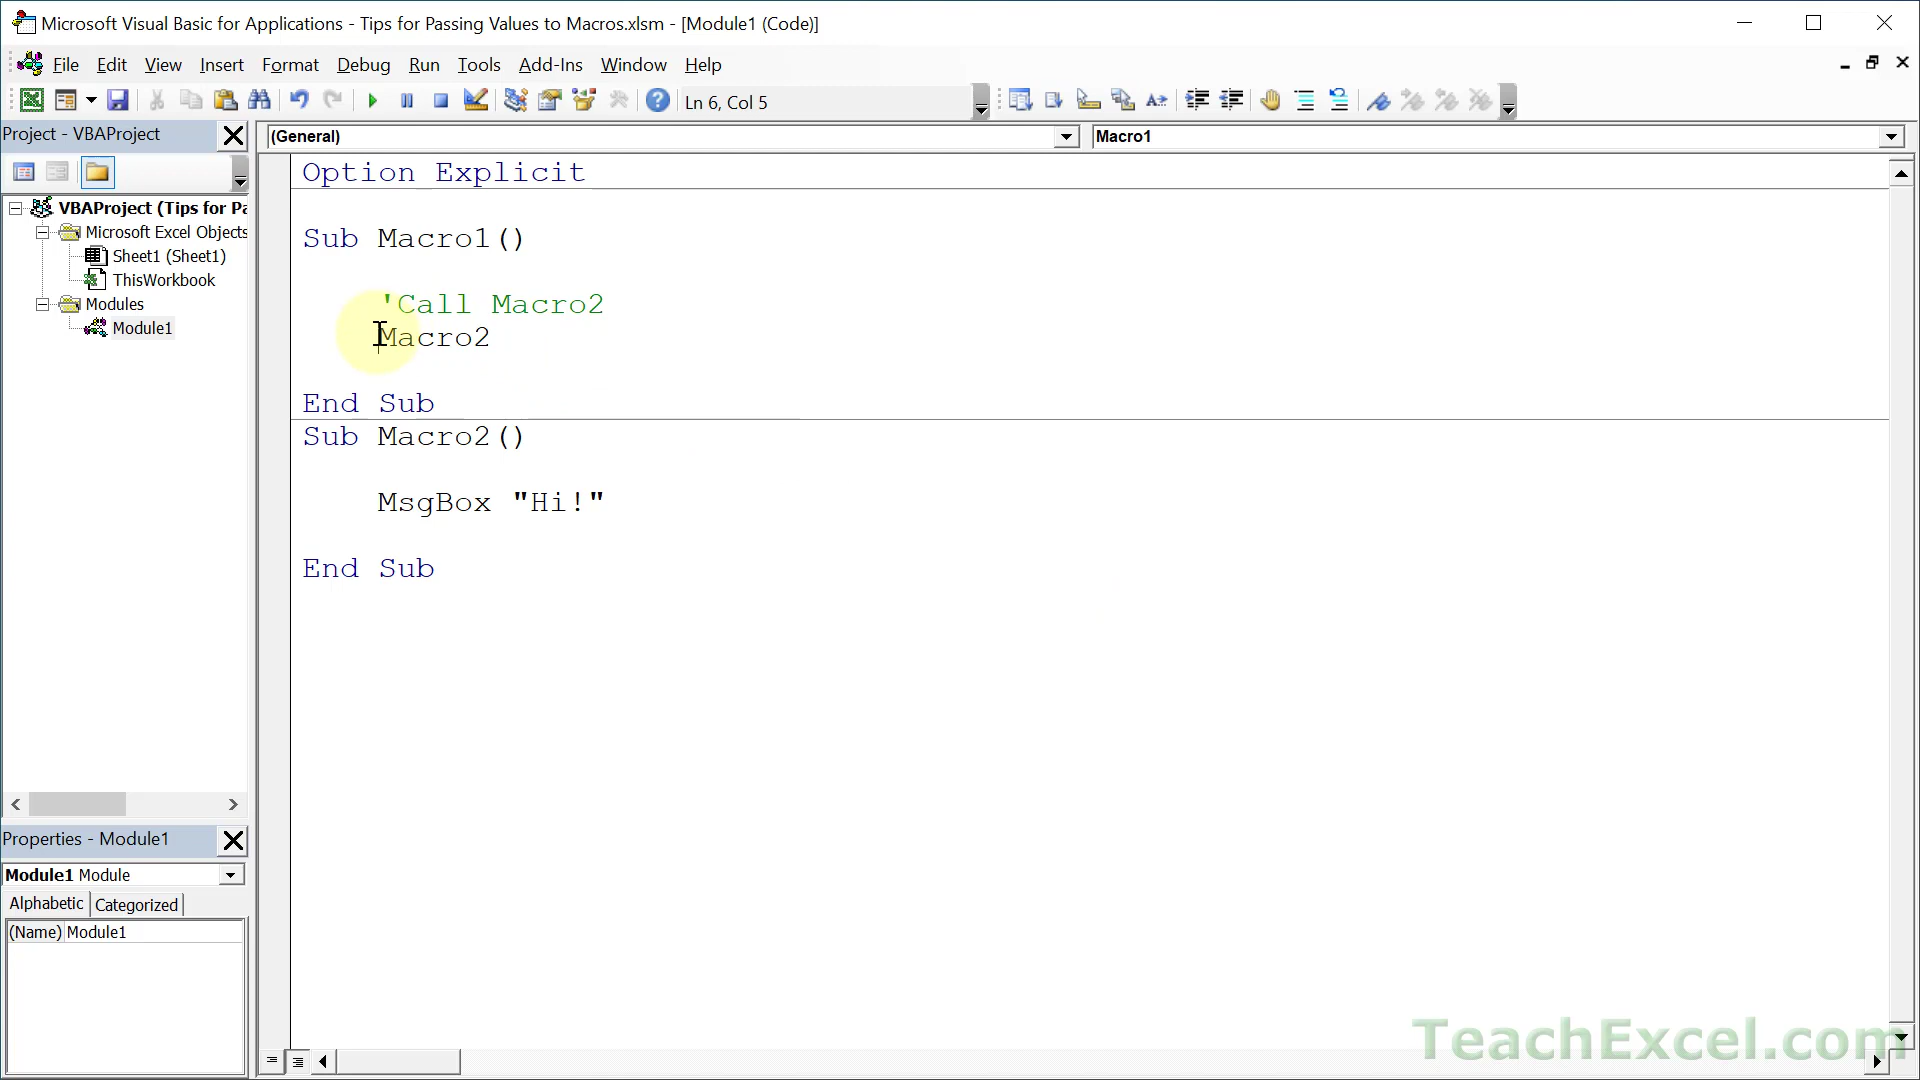 Microsoft Visual Basic for Applications - Tips for Passing Values to Macros.xlsm - [Module1 (Code)]
File Edit View Insert Format Debug Run Tools Add-Ins Window Help
Ln 6, Col 5
Project - VBAProject
(General)
Macro1
VBAProject (Tips for Pa
Microsoft Excel Objects
Sheet1 (Sheet1)
ThisWorkbook
Modules
Module1
Option Explicit
Sub Macro1()
'Call Macro2
Macro2
End Sub
Sub Macro2()
MsgBox "Hi!"
End Sub
Properties - Module1
Module1 Module
Alphabetic Categorized
(Name) Module1
TeachExcel.com